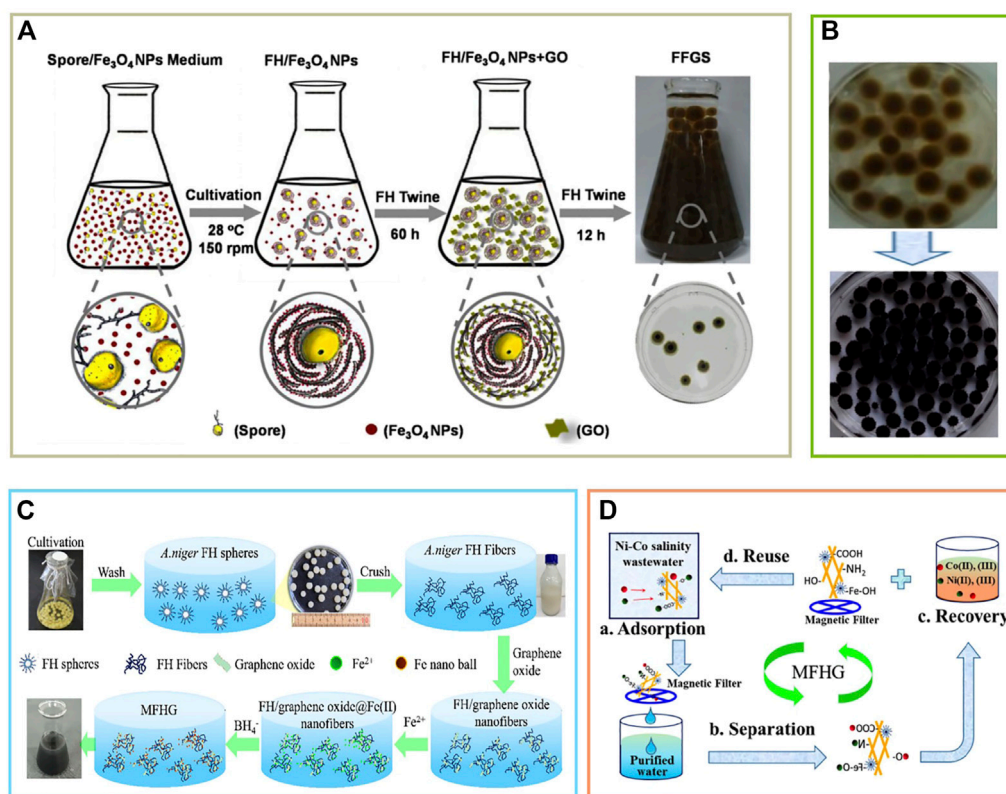 A
Spore/Fe₃O₄ NPs Medium
FH/Fe₃O₄ NPs
FH/Fe₃O₄ NPs+GO
FFGS
Cultivation
28 ºC
150 rpm
FH Twine
60 h
FH Twine
12 h
(Spore)
(Fe₃O₄ NPs)
(GO)
B
C
Cultivation
Wash
A.niger FH spheres
Crush
A.niger FH Fibers
Graphene
oxide
FH spheres
FH Fibers
Graphene oxide
Fe²⁺
Fe nano ball
MFHG
BH₄⁻
FH/graphene oxide@Fe(II)
nanofibers
Fe²⁺
FH/graphene oxide
nanofibers
D
Ni-Co salinity
wastewater
a. Adsorption
d. Reuse
COOH
-NH₂
HO-
-Fe-OH
Magnetic Filter
Co(II), (III)
Ni(II), (III)
c. Recovery
Magnetic Filter
MFHG
Purified
water
b. Separation
-COO-
-N-
-O-
-Fe-O-